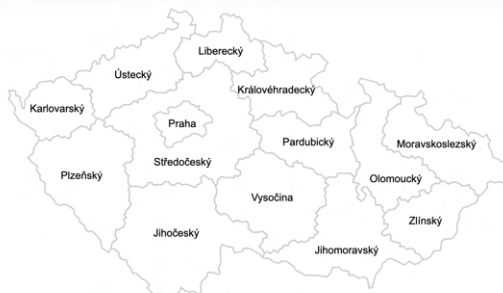 Liberecký
Ústecký
Královéhradecký
Karlovarský
Praha
Pardubický
Moravskoslezský
Středočeský
Plzeňský
Olomoucký
Vysočina
Zlínský
Jihočeský
Jihomoravský